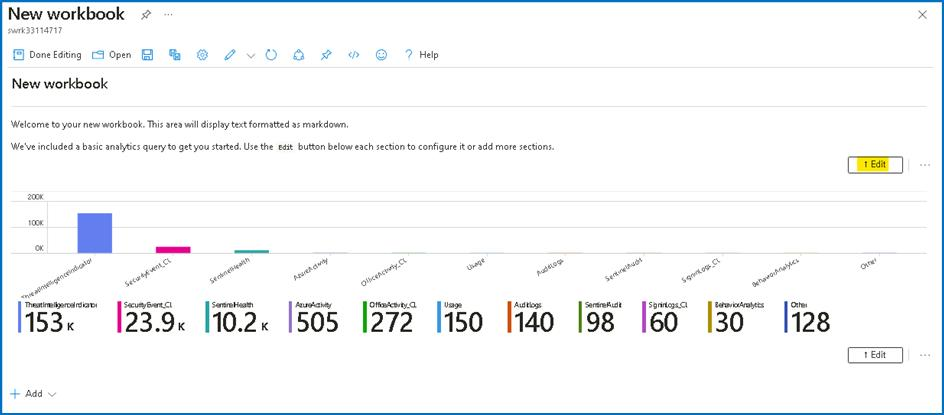 New workbook ...
swrk33114717
Done Editing Open Help
New workbook
Welcome to your new workbook. This area will display text formatted as markdown.
We've included a basic analytics query to get you started. Use the Edit button below each section to configure it or add more sections.
↑ Edit ...
200K
100K
0K
ThreatIntelligenceIndicator SecurityEvent_CL SentinelHealth AzureActivity OfficeActivity_CL Usage AuditLogs SentinelAudit SigninLogs_CL BehaviorAnalytics Other
ThreatIntelligenceIndicator SecurityEvent_CL SentinelHealth AzureActivity OfficeActivity_CL Usage AuditLogs SentinelAudit SigninLogs_CL BehaviorAnalytics Other
153 K 23.9 K 10.2 K 505 272 150 140 98 60 30 128
↑ Edit ...
+ Add